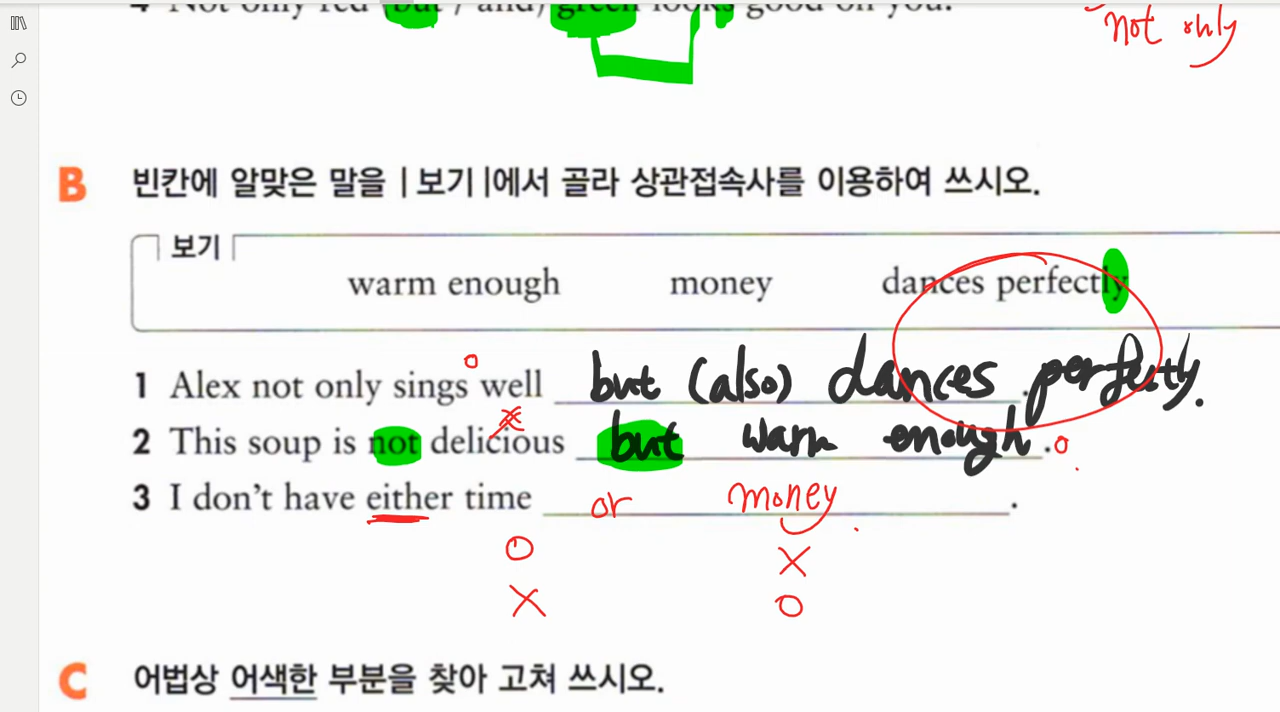 4 Not only red (but / and) green looks good on you.
not only
B 빈칸에 알맞은 말을 | 보기 |에서 골라 상관접속사를 이용하여 쓰시오.
보기
warm enough money dances perfectly
1 Alex not only sings well but (also) dances perfectly.
2 This soup is not delicious but warm enough.
3 I don't have either time or money.
O X
X O
C 어법상 어색한 부분을 찾아 고쳐 쓰시오.